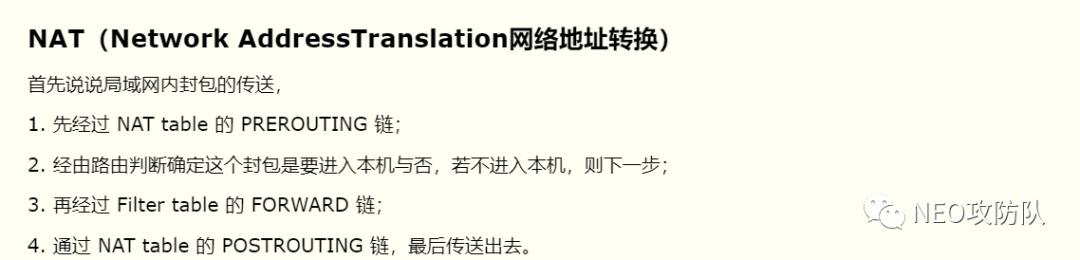 NAT（Network AddressTranslation网络地址转换）
首先说说局域网内封包的传送，
1. 先经过 NAT table 的 PREROUTING 链；
2. 经由路由判断确定这个封包是要进入本机与否，若不进入本机，则下一步；
3. 再经过 Filter table 的 FORWARD 链；
4. 通过 NAT table 的 POSTROUTING 链，最后传送出去。
NEO攻防队